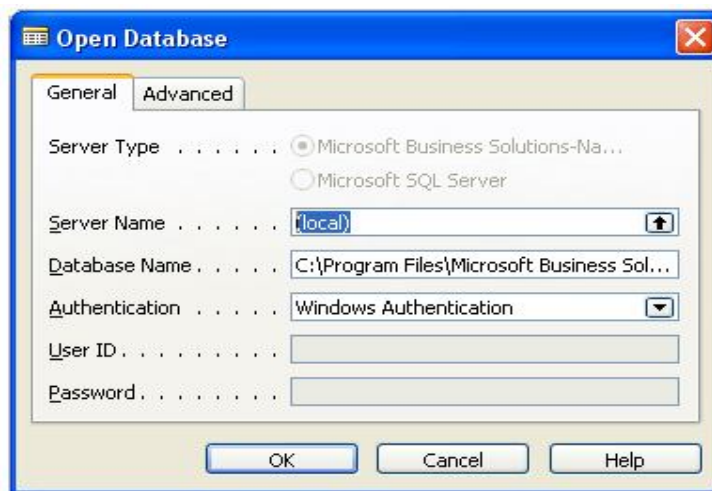 Open Database
General Advanced
Server Type . . . . . . Microsoft Business Solutions-Na...
Microsoft SQL Server
Server Name . . . . . . (local)
Database Name . . . . . C:\Program Files\Microsoft Business Sol...
Authentication . . . . . Windows Authentication
User ID . . . . . . . . .
Password . . . . . . . .
OK Cancel Help